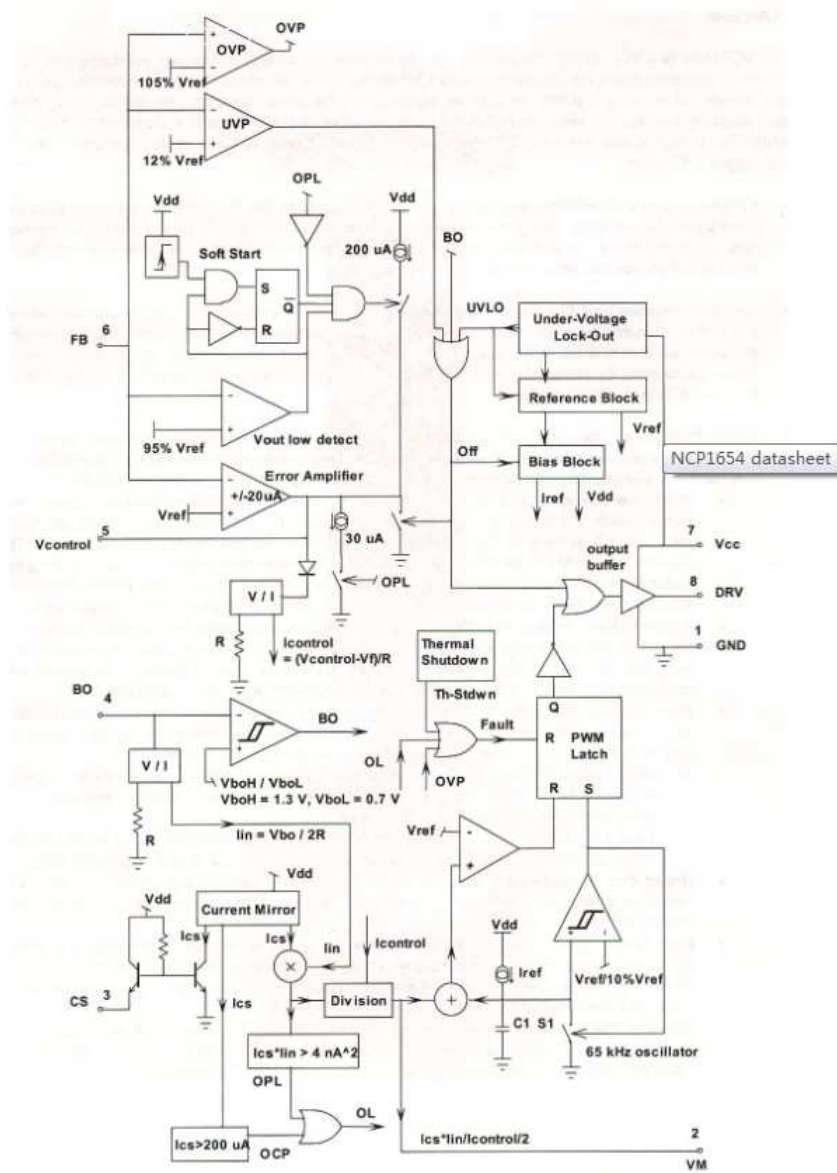 OVP
+
OVP
-
105% Vref
-
UVP
+
12% Vref
OPL
Vdd
Vdd
200 uA
BO
Soft Start
S
Q
R
UVLO
Under-Voltage
Lock-Out
6
FB
Reference Block
Vref
-
+
95% Vref
Vout low detect
Off
Bias Block
NCP1654 datasheet
Error Amplifier
-
+/-20uA
+
Vref
Iref
Vdd
5
Vcontrol
30 uA
OPL
output
buffer
7
Vcc
8
DRV
1
GND
V / I
R
Icontrol
= (Vcontrol-Vf)/R
Thermal
Shutdown
Th-Stdwn
BO
4
-
+
BO
Fault
Q
R
PWM
Latch
R
S
OL
OVP
V / I
VboH / VboL
VboH = 1.3 V, VboL = 0.7 V
R
Iin = Vbo / 2R
Vref
-
+
Vdd
Vdd
Current Mirror
Ics
Ics
Iin
Icontrol
Vdd
Iref
Vref/10%Vref
×
CS
3
Ics
Division
+
C1
S1
65 kHz oscillator
Ics*Iin > 4 nA^2
OPL
OL
Ics>200 uA
OCP
Ics*Iin/Icontrol/2
2
VM